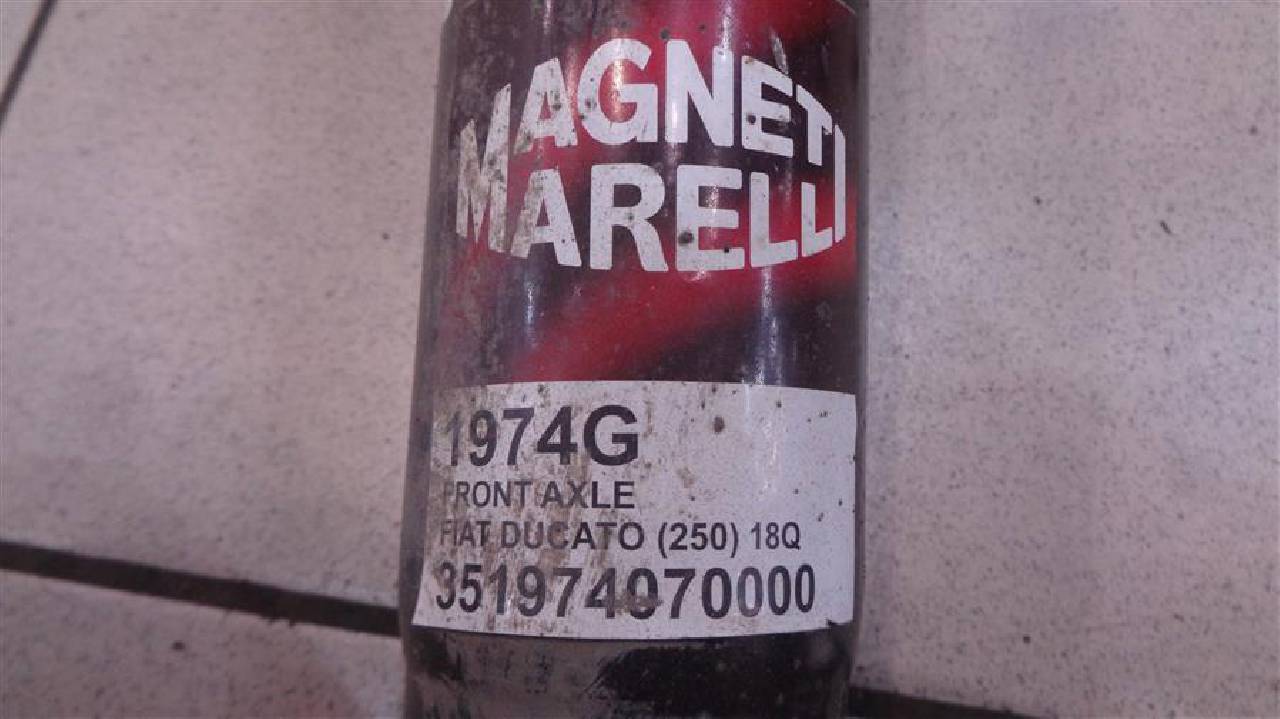 MAGNETI
MARELLI
1974G
FRONT AXLE
FIAT DUCATO (250) 18Q
351974070000